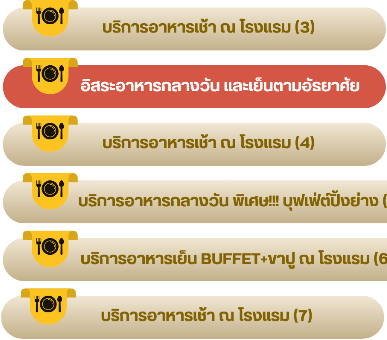 บริการอาหารเช้า ณ โรงแรม (3)
อิสระอาหารกลางวัน และเย็นตามอัธยาศัย
บริการอาหารเช้า ณ โรงแรม (4)
บริการอาหารกลางวัน พิเศษ!!! บุฟเฟ่ต์ปิ้งย่าง (
บริการอาหารเย็น BUFFET+ขาปู ณ โรงแรม (6
บริการอาหารเช้า ณ โรงแรม (7)